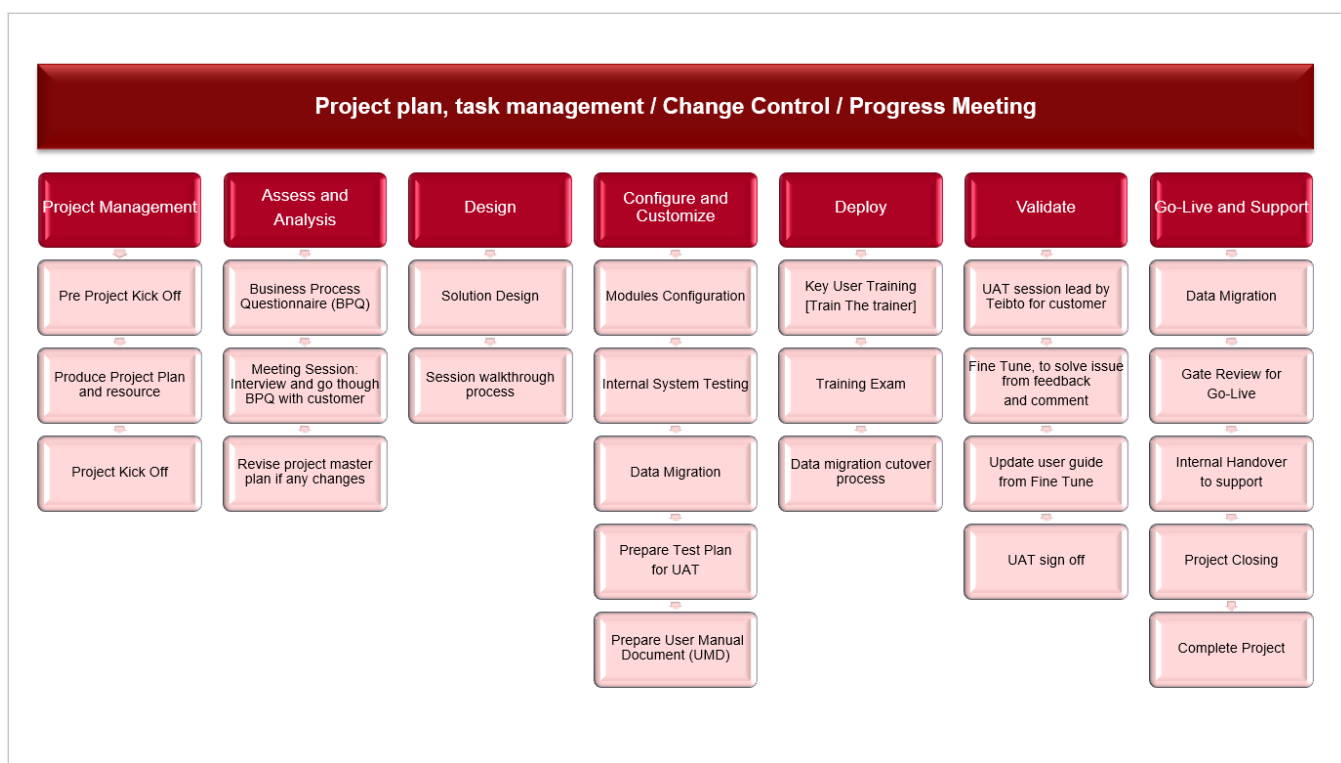 Project plan, task management / Change Control / Progress Meeting
Project Management
Pre Project Kick Off
Produce Project Plan
and resource
Project Kick Off
Assess and
Analysis
Business Process
Questionnaire (BPQ)
Meeting Session:
Interview and go though
BPQ with customer
Revise project master
plan if any changes
Design
Solution Design
Session walkthrough
process
Configure and
Customize
Modules Configuration
Internal System Testing
Data Migration
Prepare Test Plan
for UAT
Prepare User Manual
Document (UMD)
Deploy
Key User Training
[Train The trainer]
Training Exam
Data migration cutover
process
Validate
UAT session lead by
Teibto for customer
Fine Tune, to solve issue
from feedback
and comment
Update user guide
from Fine Tune
UAT sign off
Go-Live and Support
Data Migration
Gate Review for
Go-Live
Internal Handover
to support
Project Closing
Complete Project